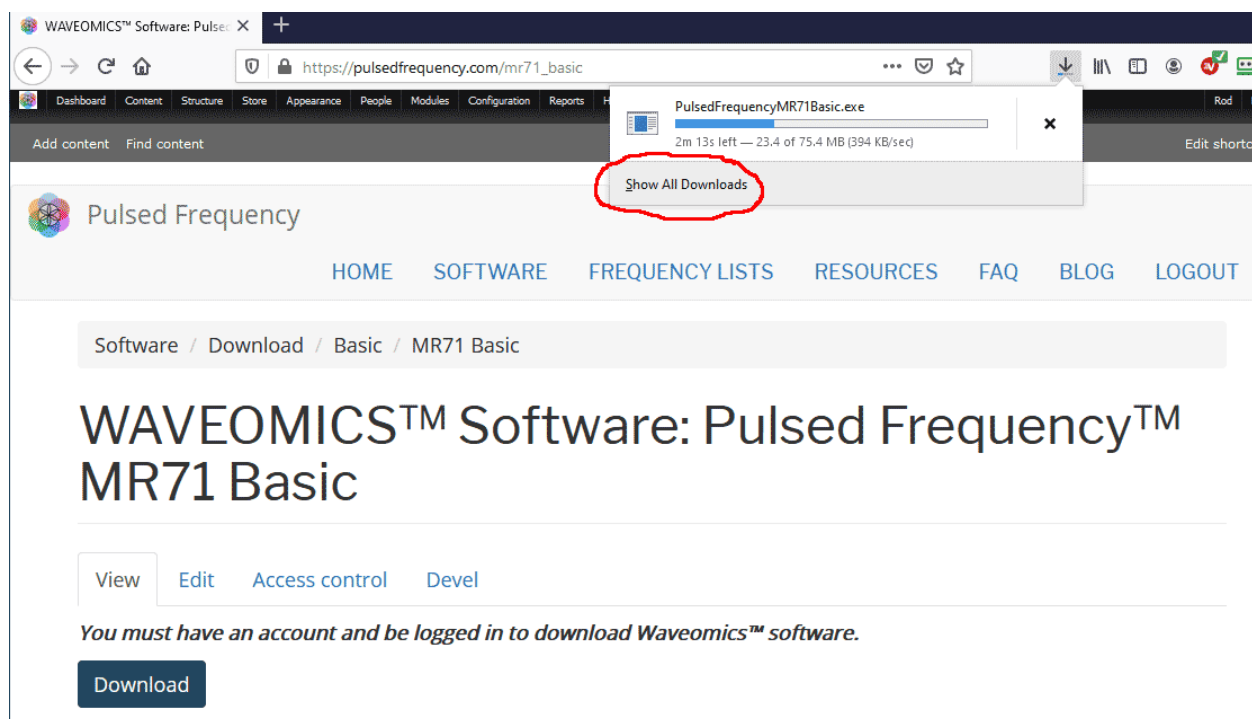 WAVEOMICS™ Software: Pulsed
https://pulsedfrequency.com/mr71_basic
Dashboard Content Structure Store Appearance People Modules Configuration Reports H
Rod
PulsedFrequencyMR71Basic.exe
2m 13s left — 23.4 of 75.4 MB (394 KB/sec)
Show All Downloads
Add content Find content
Edit shortc
Pulsed Frequency
HOME SOFTWARE FREQUENCY LISTS RESOURCES FAQ BLOG LOGOUT
Software / Download / Basic / MR71 Basic
WAVEOMICS™ Software: Pulsed Frequency™
MR71 Basic
View Edit Access control Devel
You must have an account and be logged in to download Waveomics™ software.
Download